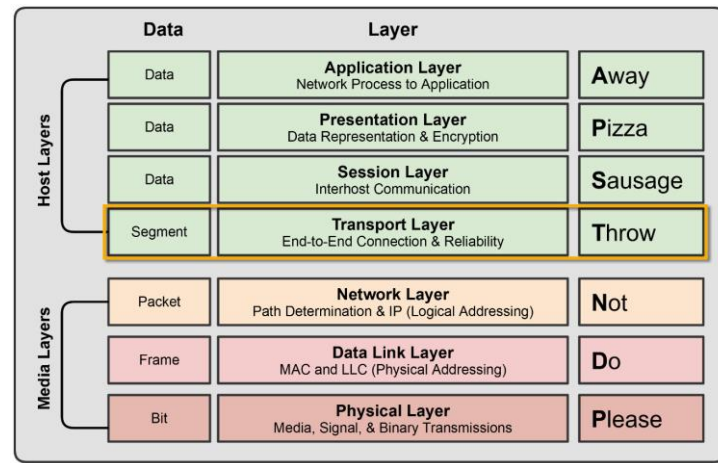 Data Layer
Host Layers
Data Application Layer Away
Network Process to Application
Data Presentation Layer Pizza
Data Representation & Encryption
Data Session Layer Sausage
Interhost Communication
Segment Transport Layer Throw
End-to-End Connection & Reliability
Media Layers
Packet Network Layer Not
Path Determination & IP (Logical Addressing)
Frame Data Link Layer Do
MAC and LLC (Physical Addressing)
Bit Physical Layer Please
Media, Signal, & Binary Transmissions